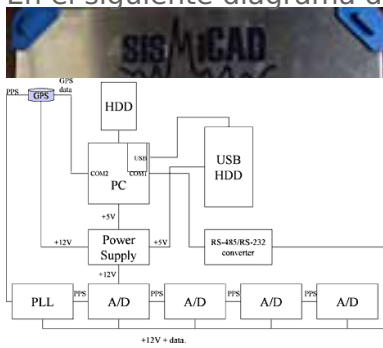 En el siguiente diagrama d
SISMICAD
PPS
GPS
GPS
data
HDD
USB
COM2
COM1
PC
USB
HDD
+5V
+12V
Power
Supply
+5V
RS-485/RS-232
converter
+12V
PLL
PPS
A/D
PPS
A/D
PPS
A/D
PPS
A/D
+12V + data.